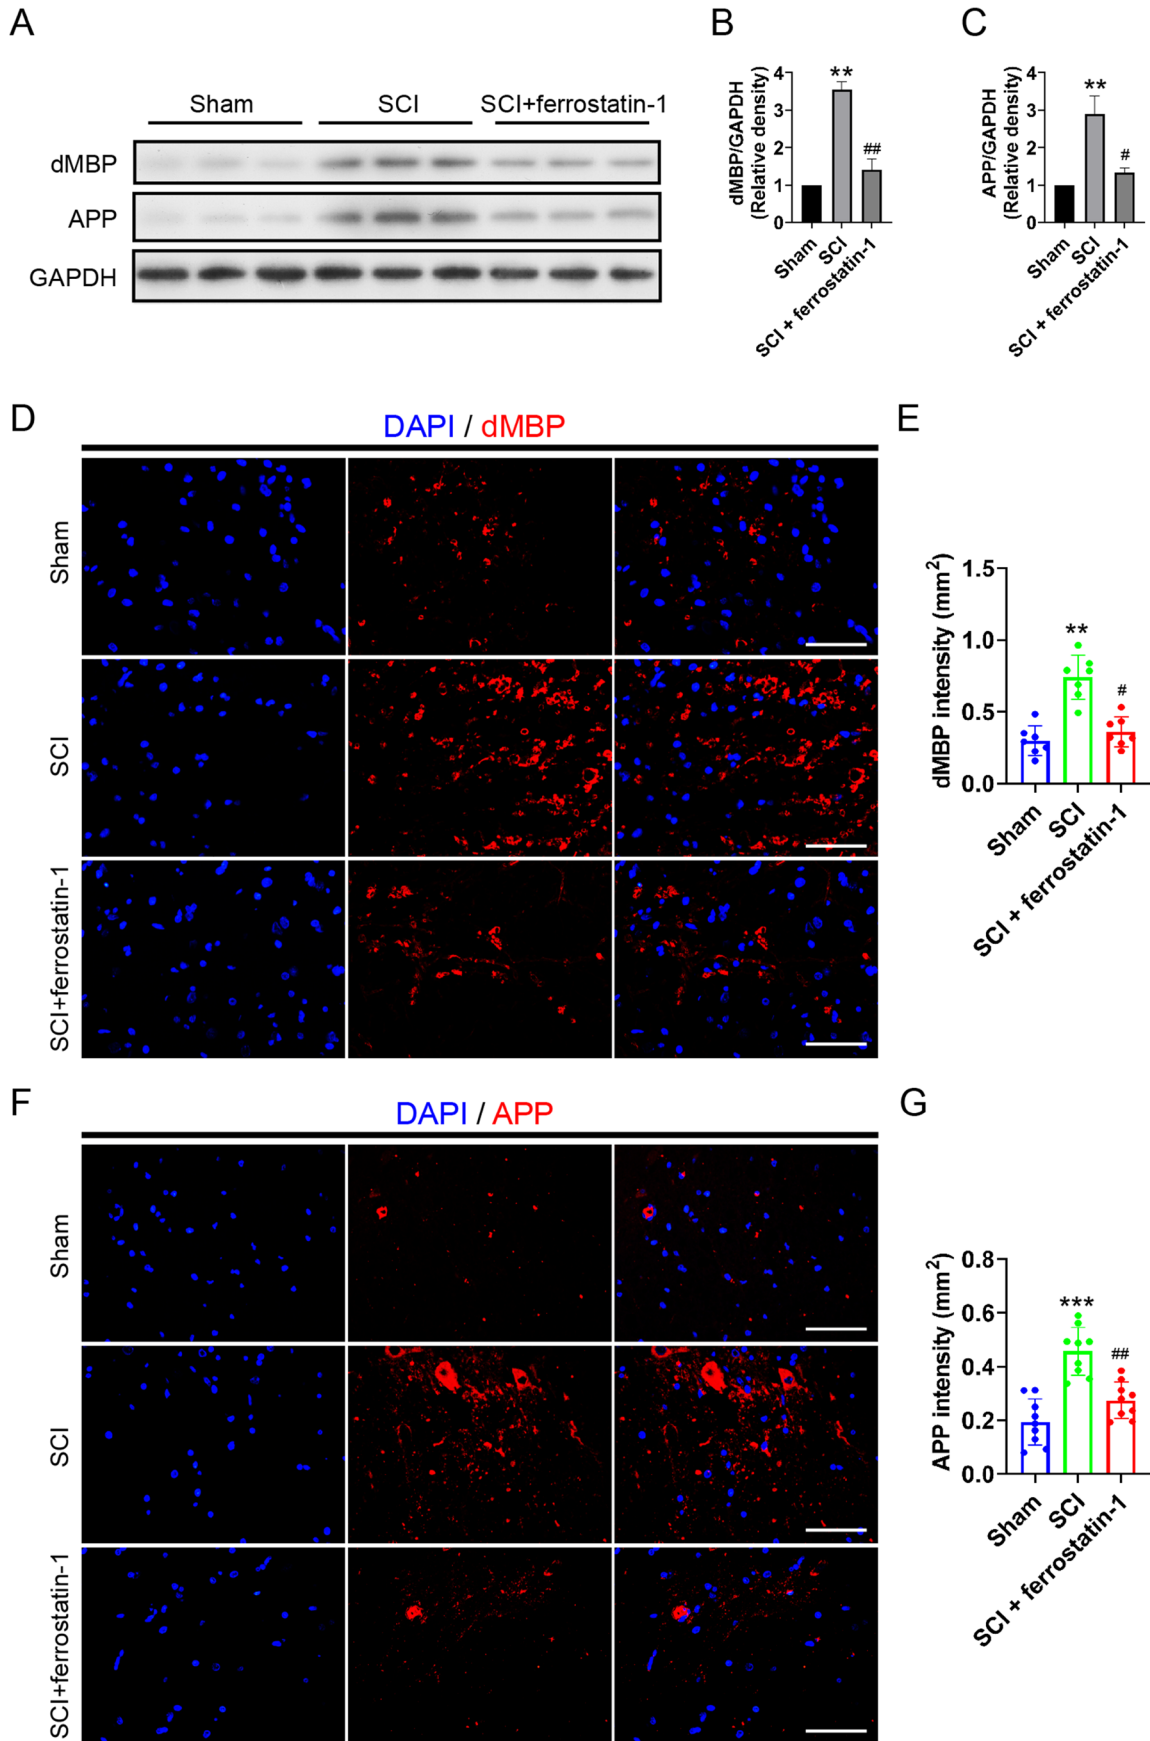 A
Sham SCI SCI+ferrostatin-1
dMBP
APP
GAPDH
B
dMBP/GAPDH
(Relative density)
4
3
2
1
0
**
##
Sham
SCI
SCI + ferrostatin-1
C
APP/GAPDH
(Relative density)
4
3
2
1
0
**
#
Sham
SCI
SCI + ferrostatin-1
D
DAPI / dMBP
Sham
SCI
SCI+ferrostatin-1
E
dMBP intensity (mm²)
1.5
1.0
0.5
0.0
**
#
Sham
SCI
SCI + ferrostatin-1
F
DAPI / APP
Sham
SCI
SCI+ferrostatin-1
G
APP intensity (mm²)
0.8
0.6
0.4
0.2
0.0
***
##
Sham
SCI
SCI + ferrostatin-1